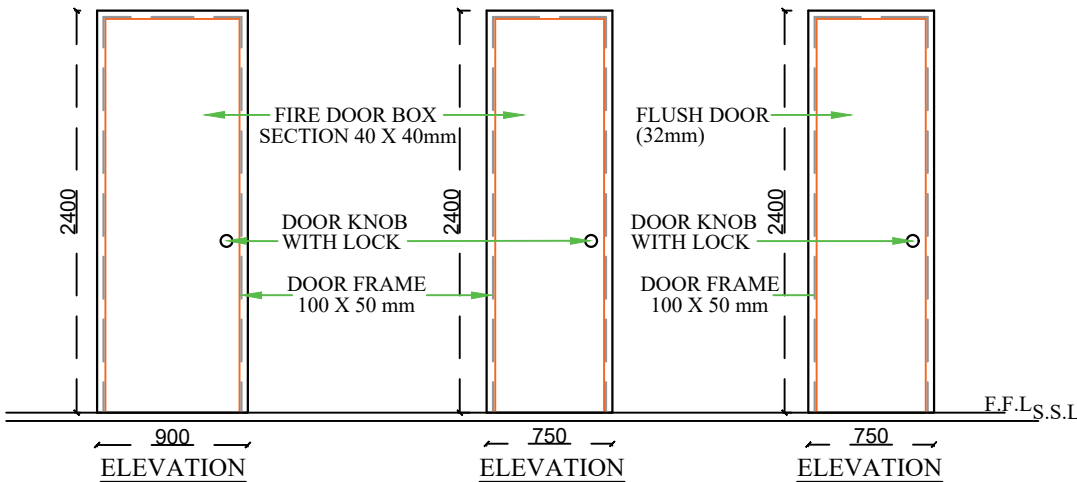 FIRE DOOR BOX
SECTION 40 X 40mm
FLUSH DOOR
(32mm)
2400
2400
2400
DOOR KNOB
WITH LOCK
DOOR KNOB
WITH LOCK
DOOR FRAME
100 X 50 mm
DOOR FRAME
100 X 50 mm
F.F.L
S.S.L
900
750
750
ELEVATION
ELEVATION
ELEVATION